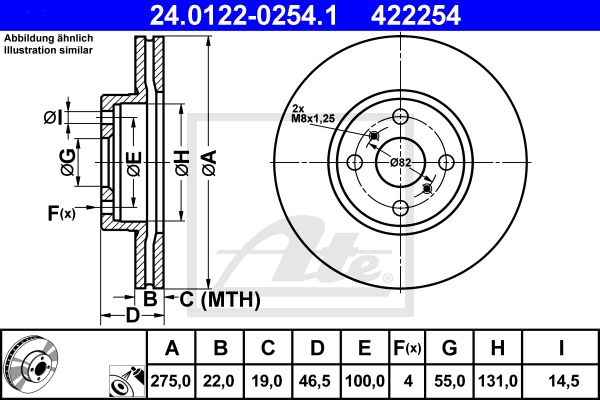 24.0122-0254.1 422254
Abbildung ähnlich
Illustration similar
2x
M8x1,25
Ø82
ØI
ØG
F(x)
ØE
ØH
ØA
B
C (MTH)
D
Ate
®
A B C D E F(x) G H I
275,0 22,0 19,0 46,5 100,0 4 55,0 131,0 14,5